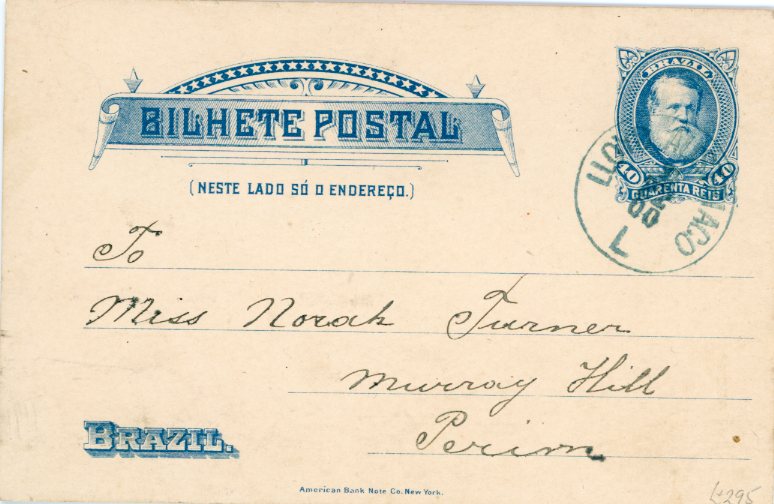 BILHETE POSTAL
(NESTE LADO SÓ O ENDEREÇO.)
BRAZIL
40 40
QUARENTA REIS
00
L
To
Miss Norah Turner
Murray Hill
Perim
BRAZIL.
American Bank Note Co. New York.